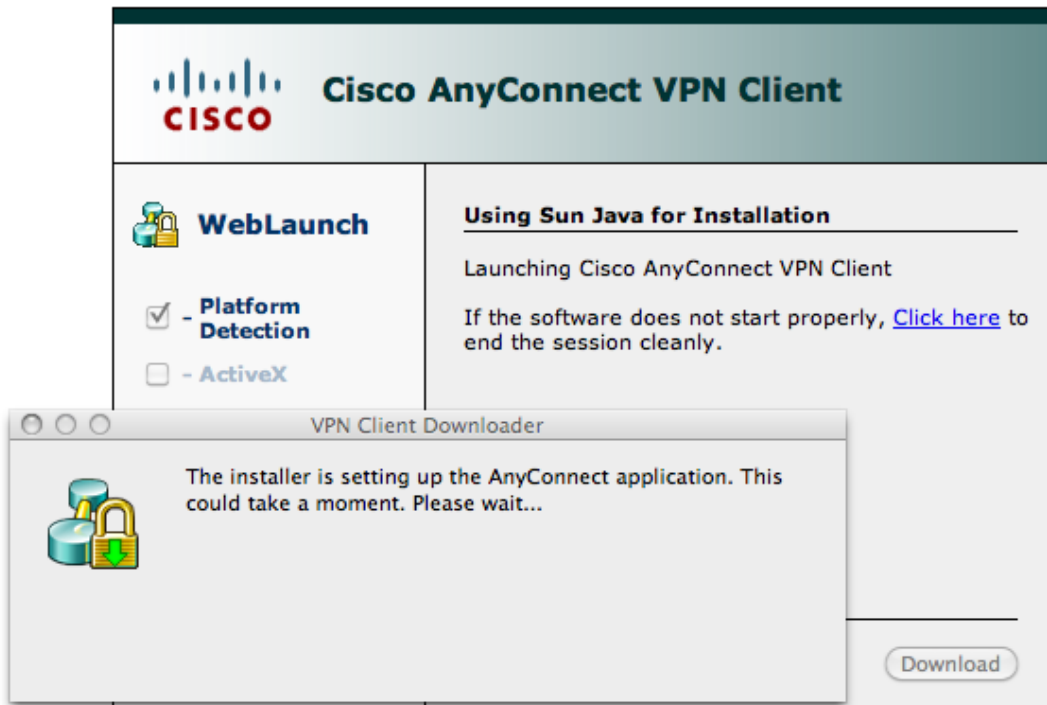 CISCO
Cisco AnyConnect VPN Client
WebLaunch
- Platform
Detection
- ActiveX
Using Sun Java for Installation
Launching Cisco AnyConnect VPN Client
If the software does not start properly, Click here to
end the session cleanly.
VPN Client Downloader
The installer is setting up the AnyConnect application. This
could take a moment. Please wait...
Download